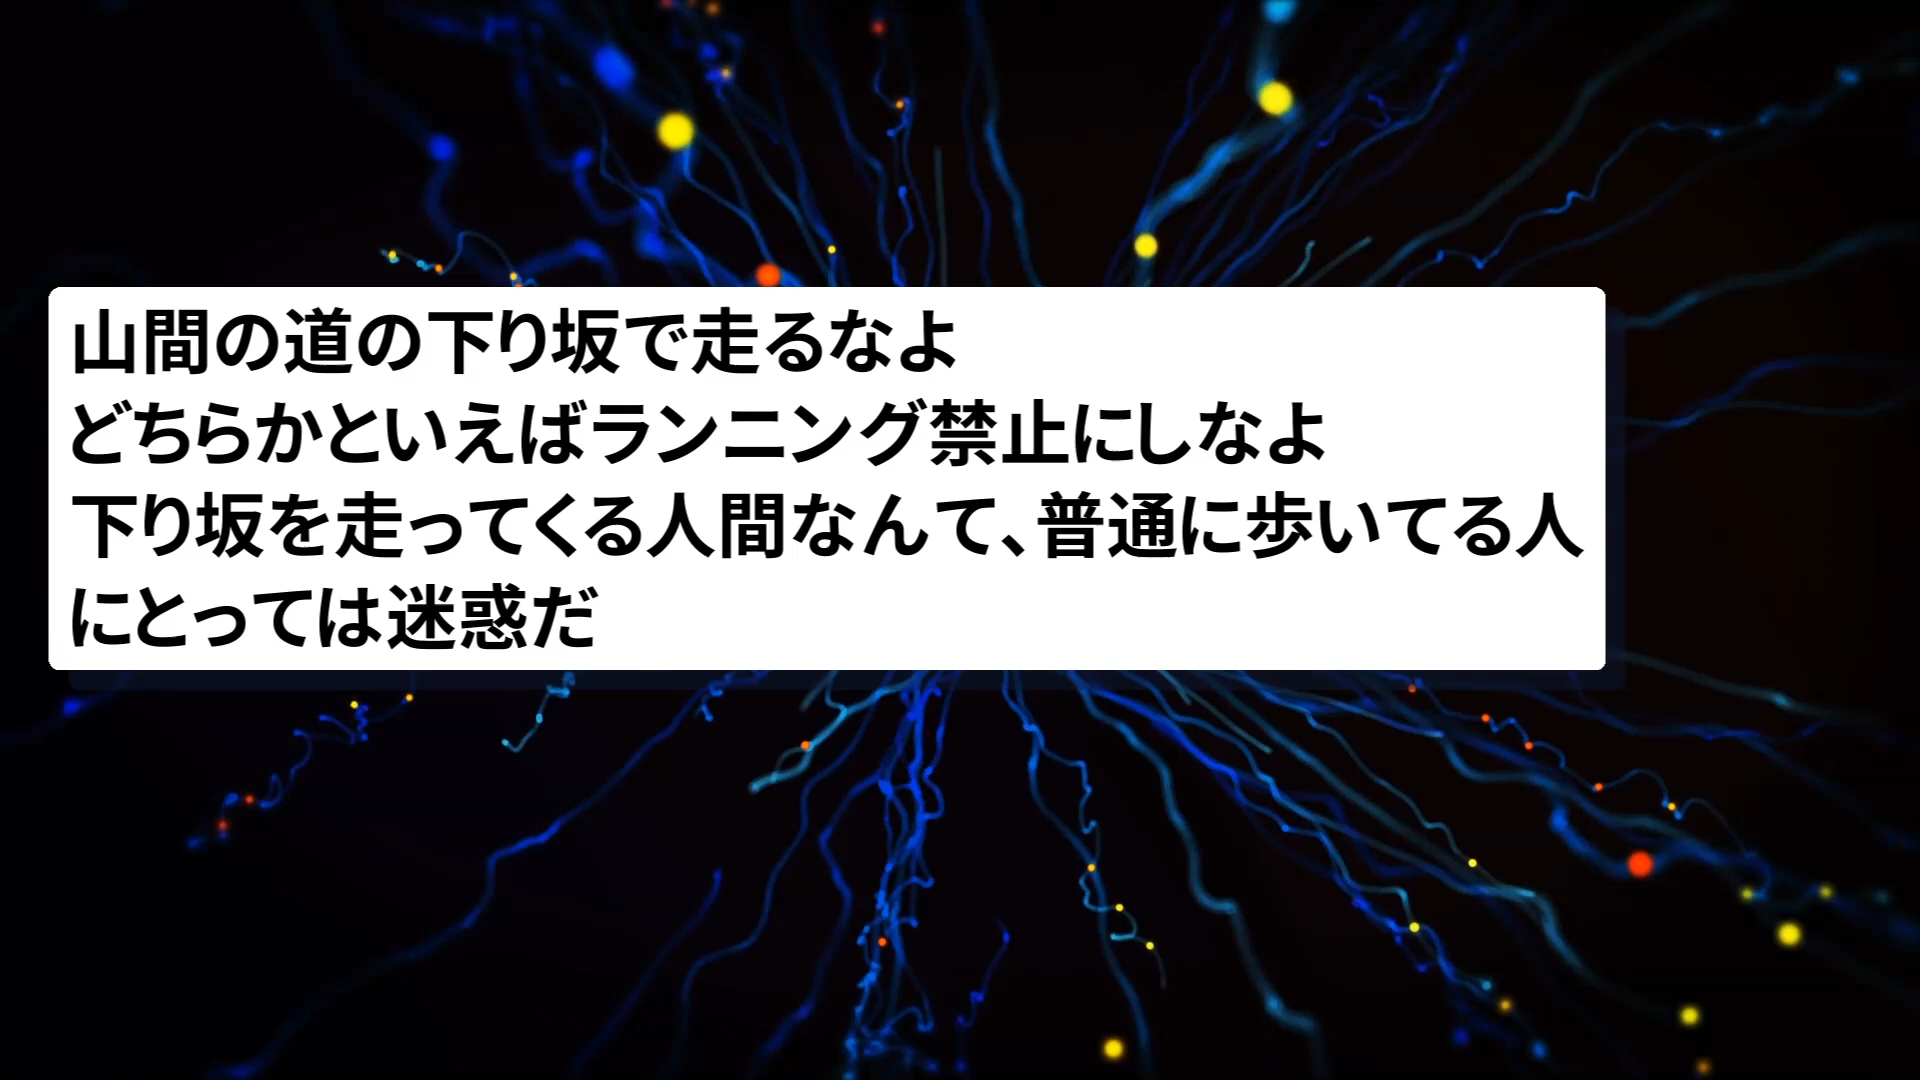 山間の道の下り坂で走るなよ
どちらかといえばランニング禁止にしなよ
下り坂を走ってくる人間なんて、普通に歩いてる人
にとっては迷惑だ